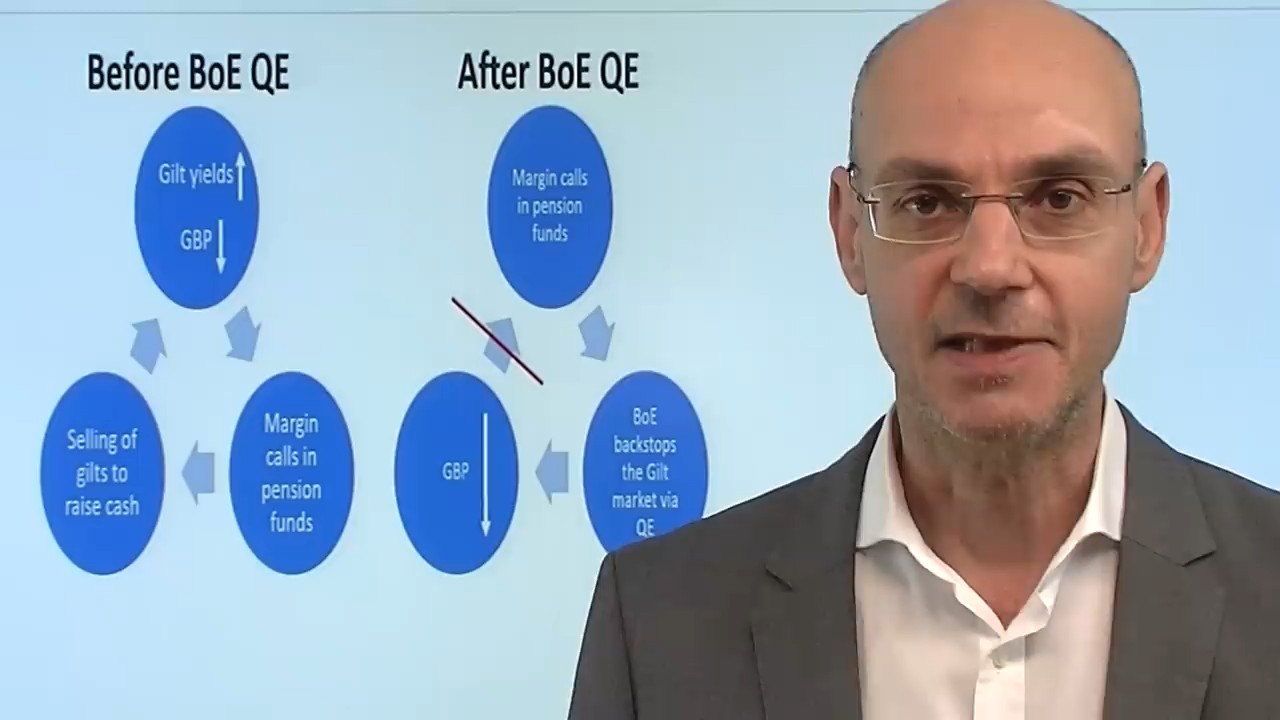 Before BoE QE
Gilt yields
GBP
Selling of
gilts to
raise cash
Margin
calls in
pension
funds
After BoE QE
Margin calls
in pension
funds
GBP
BoE
backstops
the Gilt
market via
QE